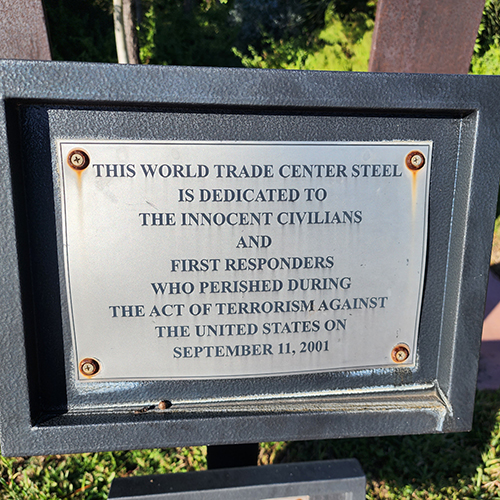 THIS WORLD TRADE CENTER STEEL
IS DEDICATED TO
THE INNOCENT CIVILIANS
AND
FIRST RESPONDERS
WHO PERISHED DURING
THE ACT OF TERRORISM AGAINST
THE UNITED STATES ON
SEPTEMBER 11, 2001